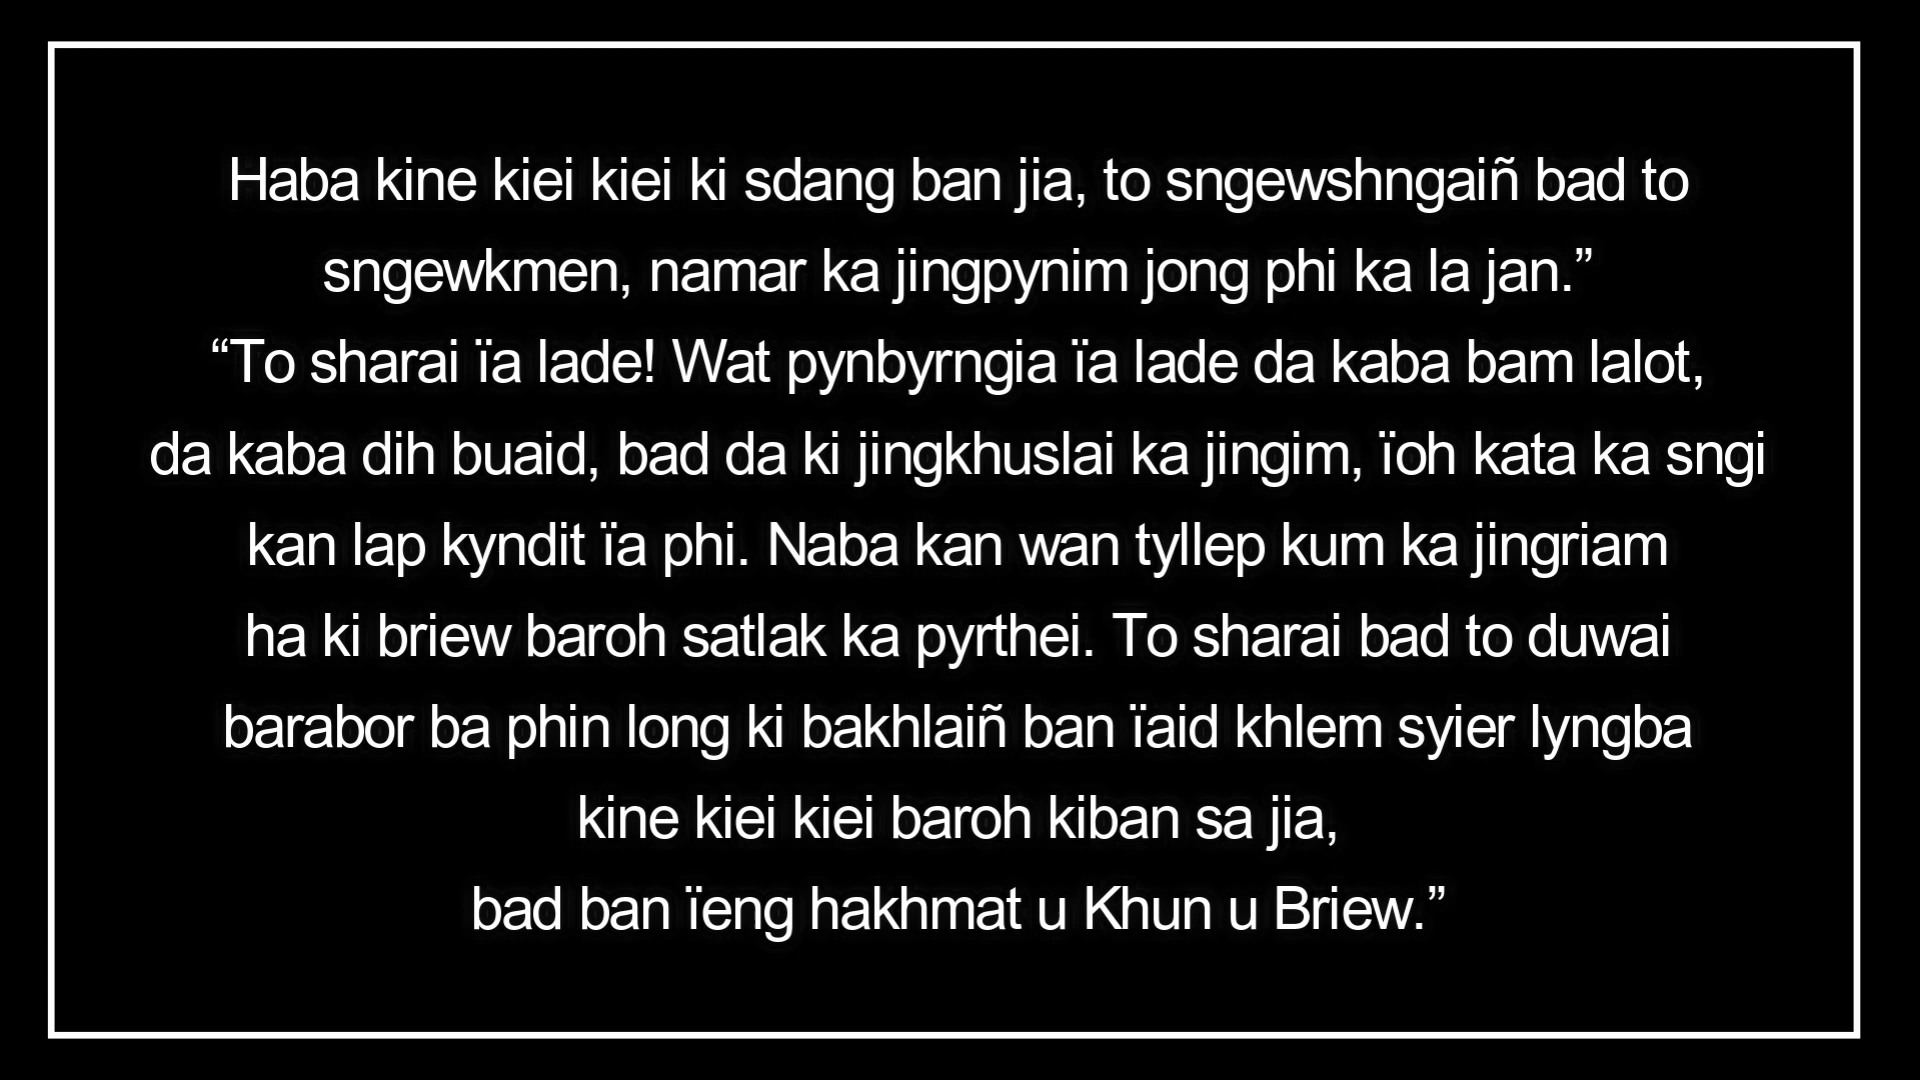 Haba kine kiei kiei ki sdang ban jia, to sngewshngaiñ bad to
sngewkmen, namar ka jingpynim jong phi ka la jan.”
“To sharai ïa lade! Wat pynbyrngia ïa lade da kaba bam lalot,
da kaba dih buaid, bad da ki jingkhuslai ka jingim, ïoh kata ka sngi
kan lap kyndit ïa phi. Naba kan wan tyllep kum ka jingriam
ha ki briew baroh satlak ka pyrthei. To sharai bad to duwai
barabor ba phin long ki bakhlaiñ ban ïaid khlem syier lyngba
kine kiei kiei baroh kiban sa jia,
bad ban ïeng hakhmat u Khun u Briew.”